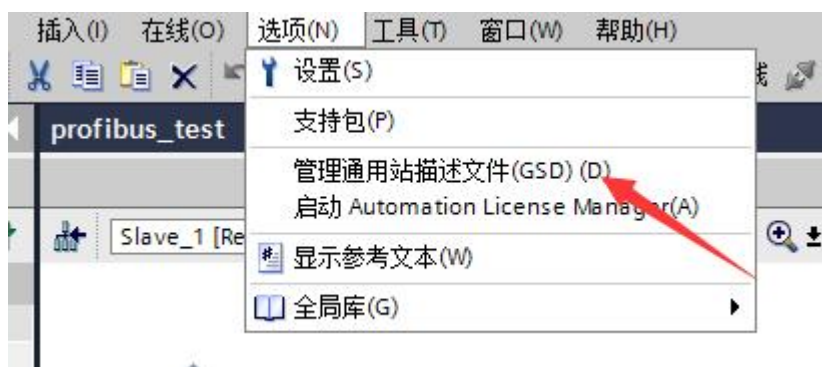 插入(I) 在线(O) 选项(N) 工具(T) 窗口(W) 帮助(H)
设置(S)
profibus_test
支持包(P)
管理通用站描述文件(GSD) (D)
启动 Automation License Manager(A)
Slave_1 [Re
显示参考文本(W)
全局库(G)